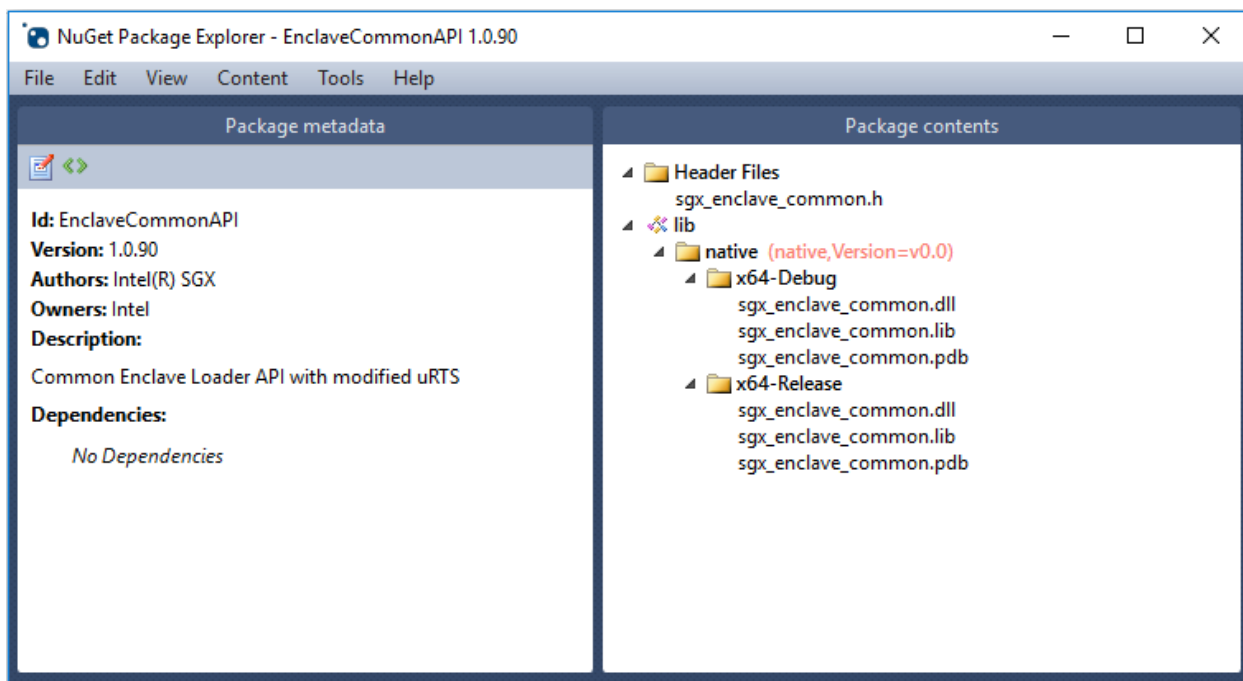 NuGet Package Explorer - EnclaveCommonAPI 1.0.90
File Edit View Content Tools Help
Package metadata
Id: EnclaveCommonAPI
Version: 1.0.90
Authors: Intel(R) SGX
Owners: Intel
Description:
Common Enclave Loader API with modified uRTS
Dependencies:
No Dependencies
Package contents
Header Files
sgx_enclave_common.h
lib
native (native,Version=v0.0)
x64-Debug
sgx_enclave_common.dll
sgx_enclave_common.lib
sgx_enclave_common.pdb
x64-Release
sgx_enclave_common.dll
sgx_enclave_common.lib
sgx_enclave_common.pdb